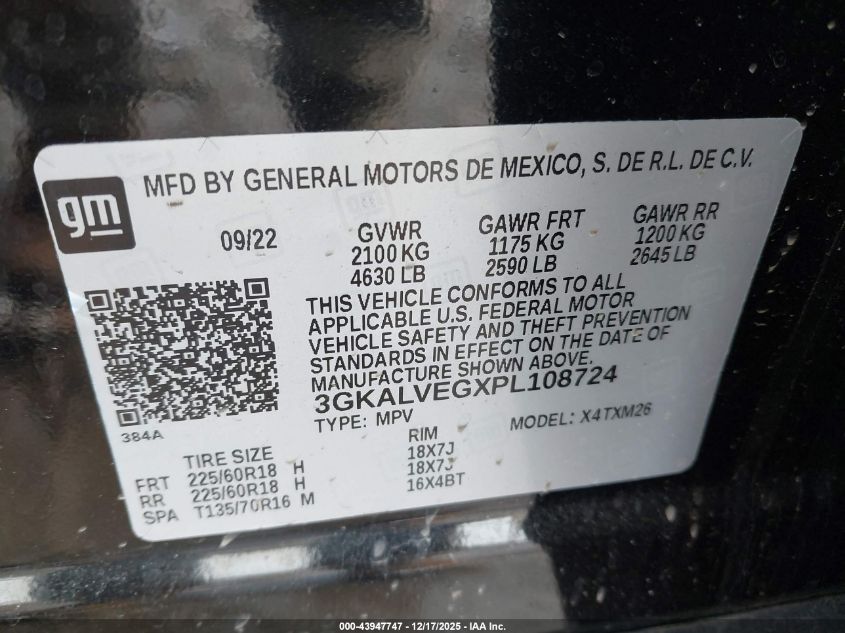 MFD BY GENERAL MOTORS DE MEXICO, S. DE R.L. DE C.V.
gm
09/22
GVWR
2100 KG
4630 LB
GAWR FRT
1175 KG
2590 LB
GAWR RR
1200 KG
2645 LB
THIS VEHICLE CONFORMS TO ALL
APPLICABLE U.S. FEDERAL MOTOR
VEHICLE SAFETY AND THEFT PREVENTION
STANDARDS IN EFFECT ON THE DATE OF
MANUFACTURE SHOWN ABOVE.
3GKALVEGXPL108724
TYPE: MPV MODEL: X4TXM26
384A
TIRE SIZE RIM
FRT 225/60R18 H 18X7J
RR 225/60R18 H 18X7J
SPA T135/70R16 M 16X4BT
000-43947747 - 12/17/2025 - IAA Inc.